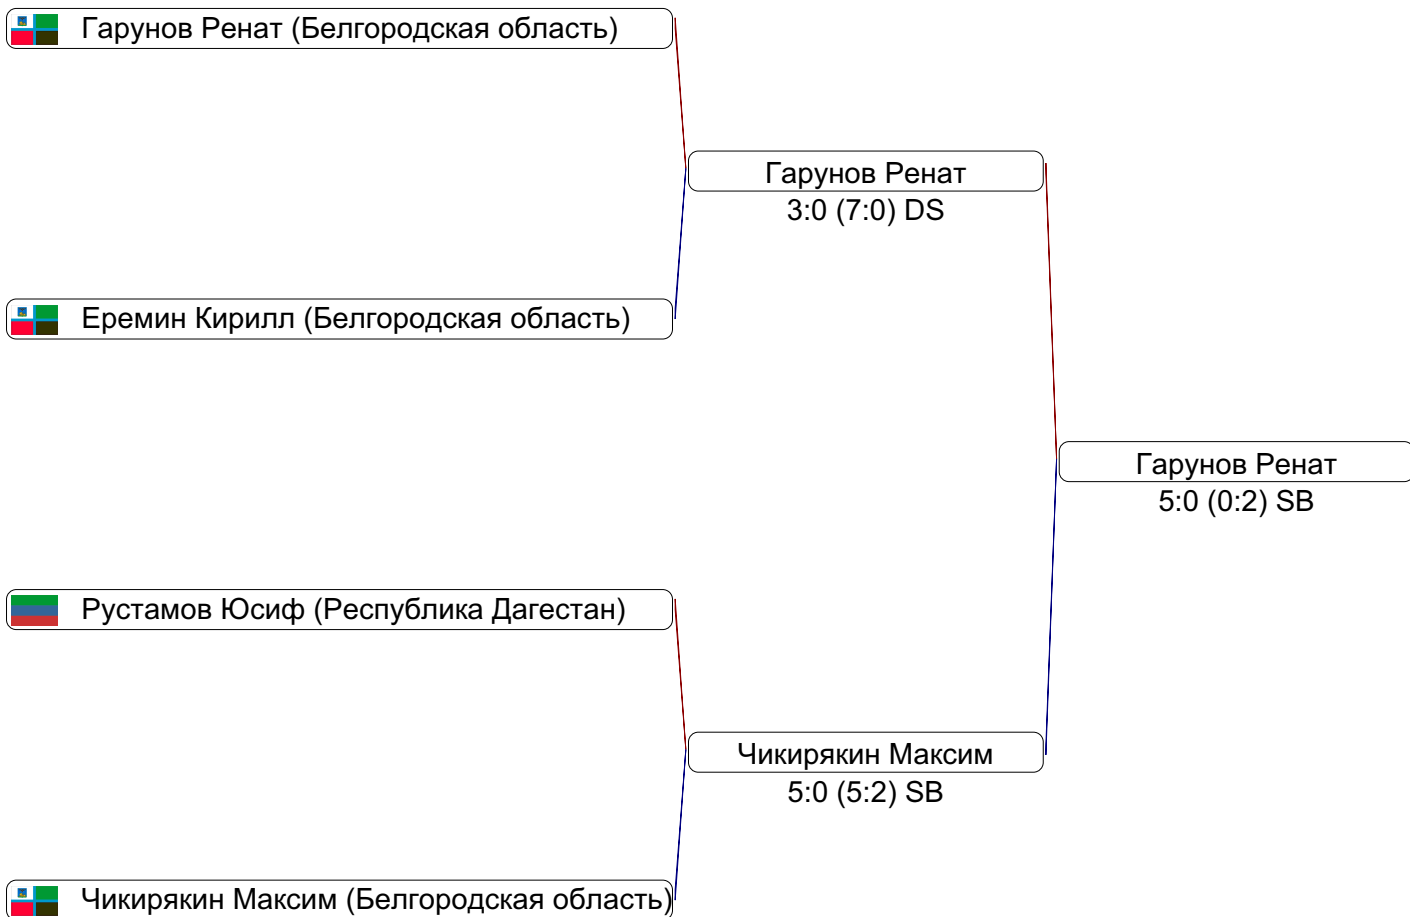 Гарунов Ренат (Белгородская область)
Гарунов Ренат
3:0 (7:0) DS
Еремин Кирилл (Белгородская область)
Гарунов Ренат
5:0 (0:2) SB
Рустамов Юсиф (Республика Дагестан)
Чикирякин Максим
5:0 (5:2) SB
Чикирякин Максим (Белгородская область)